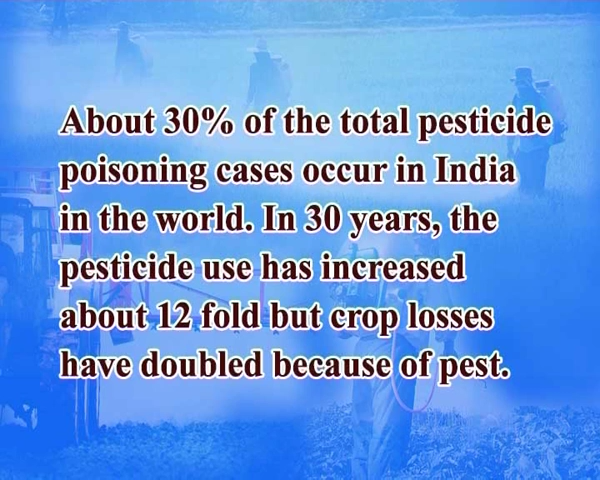 About 30% of the total pesticide
poisoning cases occur in India
in the world. In 30 years, the
pesticide use has increased
about 12 fold but crop losses
have doubled because of pest.